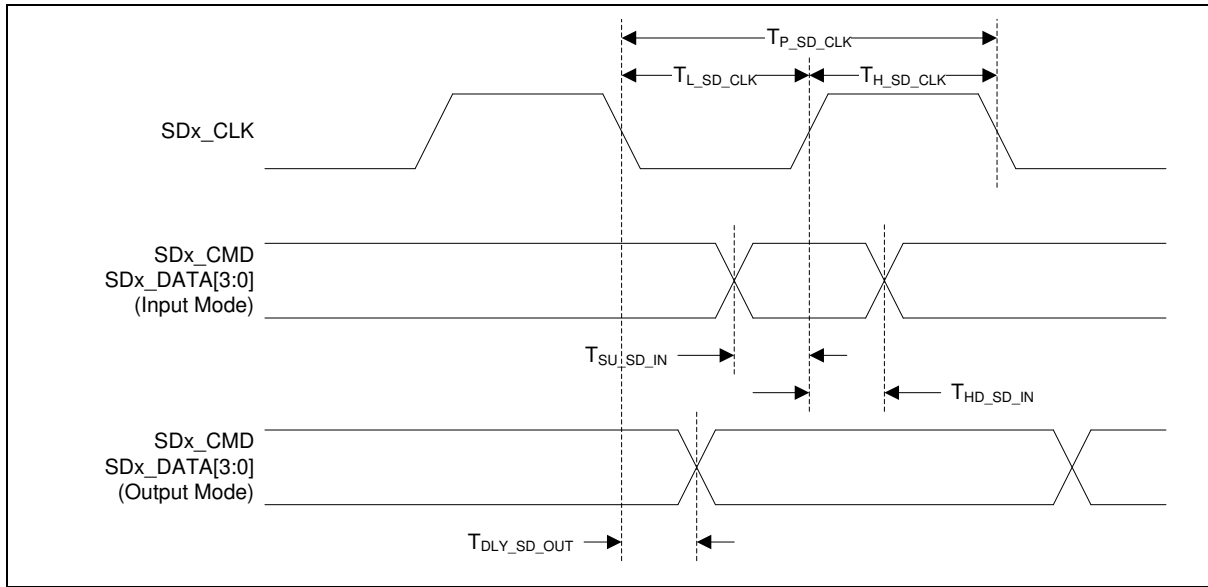 TP_SD_CLK
TL_SD_CLK TH_SD_CLK
SDx_CLK
SDx_CMD
SDx_DATA[3:0]
(Input Mode)
TSU_SD_IN
THD_SD_IN
SDx_CMD
SDx_DATA[3:0]
(Output Mode)
TDLY_SD_OUT